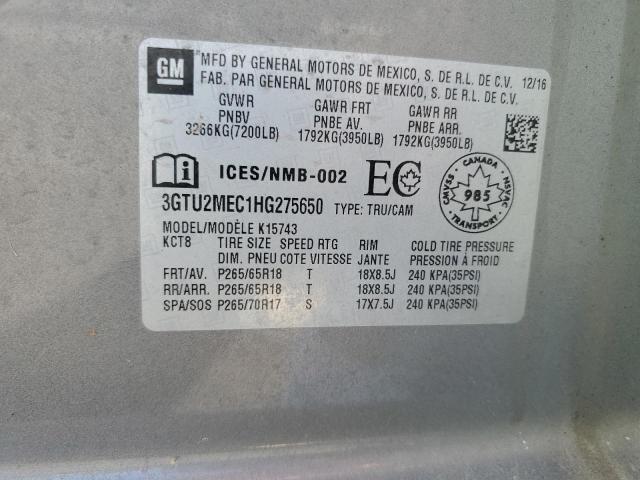 GM
MFD BY GENERAL MOTORS DE MEXICO, S. DE R.L. DE C.V. 12/16
FAB. PAR GENERAL MOTORS DE MEXICO, S. DE R.L. DE C.V.
GVWR GAWR FRT GAWR RR
PNBV PNBE AV. PNBE ARR.
3266KG(7200LB) 1792KG(3950LB) 1792KG(3950LB)
i ICES/NMB-002 EC
CANADA
CMVSS 985 NSVAC
TRANSPORT
3GTU2MEC1HG275650 TYPE: TRU/CAM
MODEL/MODÈLE K15743
KCT8 TIRE SIZE SPEED RTG RIM COLD TIRE PRESSURE
DIM. PNEU COTE VITESSE JANTE PRESSION À FROID
FRT/AV. P265/65R18 T 18X8.5J 240 KPA(35PSI)
RR/ARR. P265/65R18 T 18X8.5J 240 KPA(35PSI)
SPA/SOS P265/70R17 S 17X7.5J 240 KPA(35PSI)